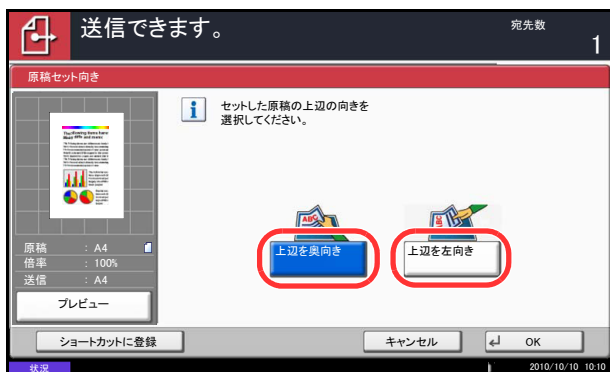 送信できます。
宛先数
1
原稿セット向き
セットした原稿の上辺の向きを
選択してください。
ABC
ABC
上辺を奥向き
上辺を左向き
原稿 : A4
倍率 : 100%
送信 : A4
プレビュー
ショートカットに登録
キャンセル
OK
状況
2010/10/10 10:10